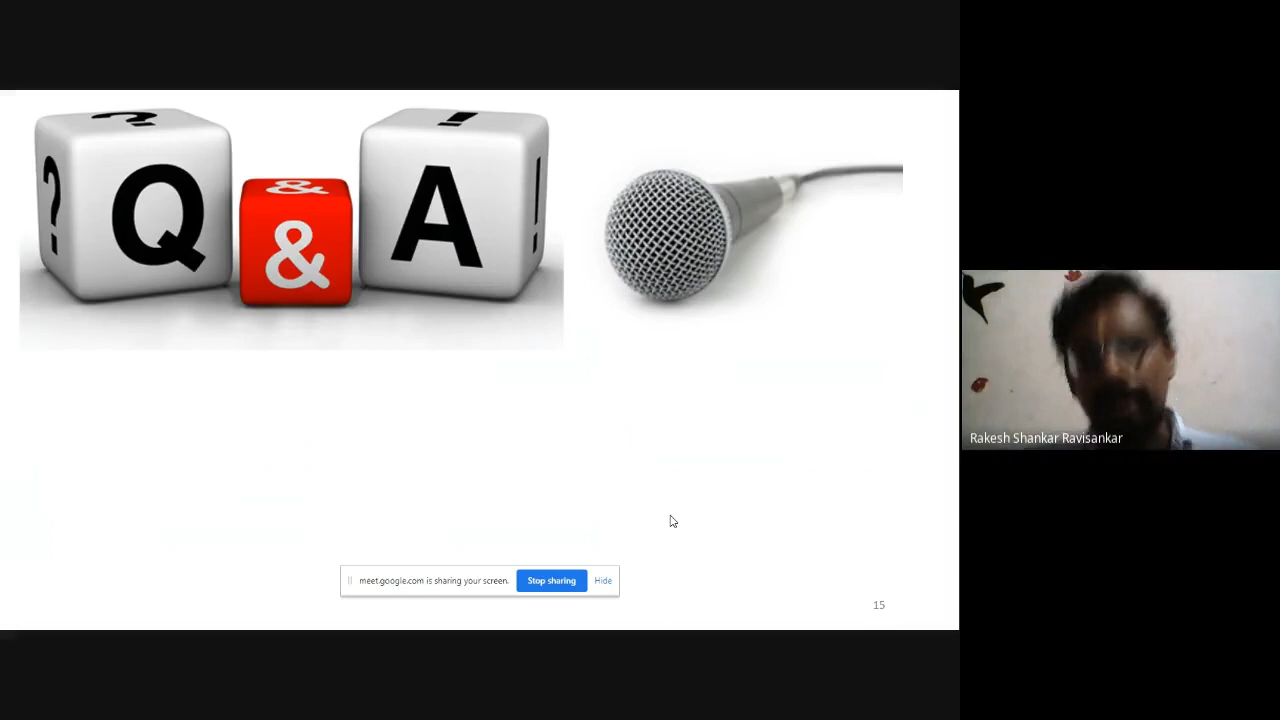 ? Q ?
& &
! A !
meet.google.com is sharing your screen. Stop sharing Hide
15
Rakesh Shankar Ravisankar